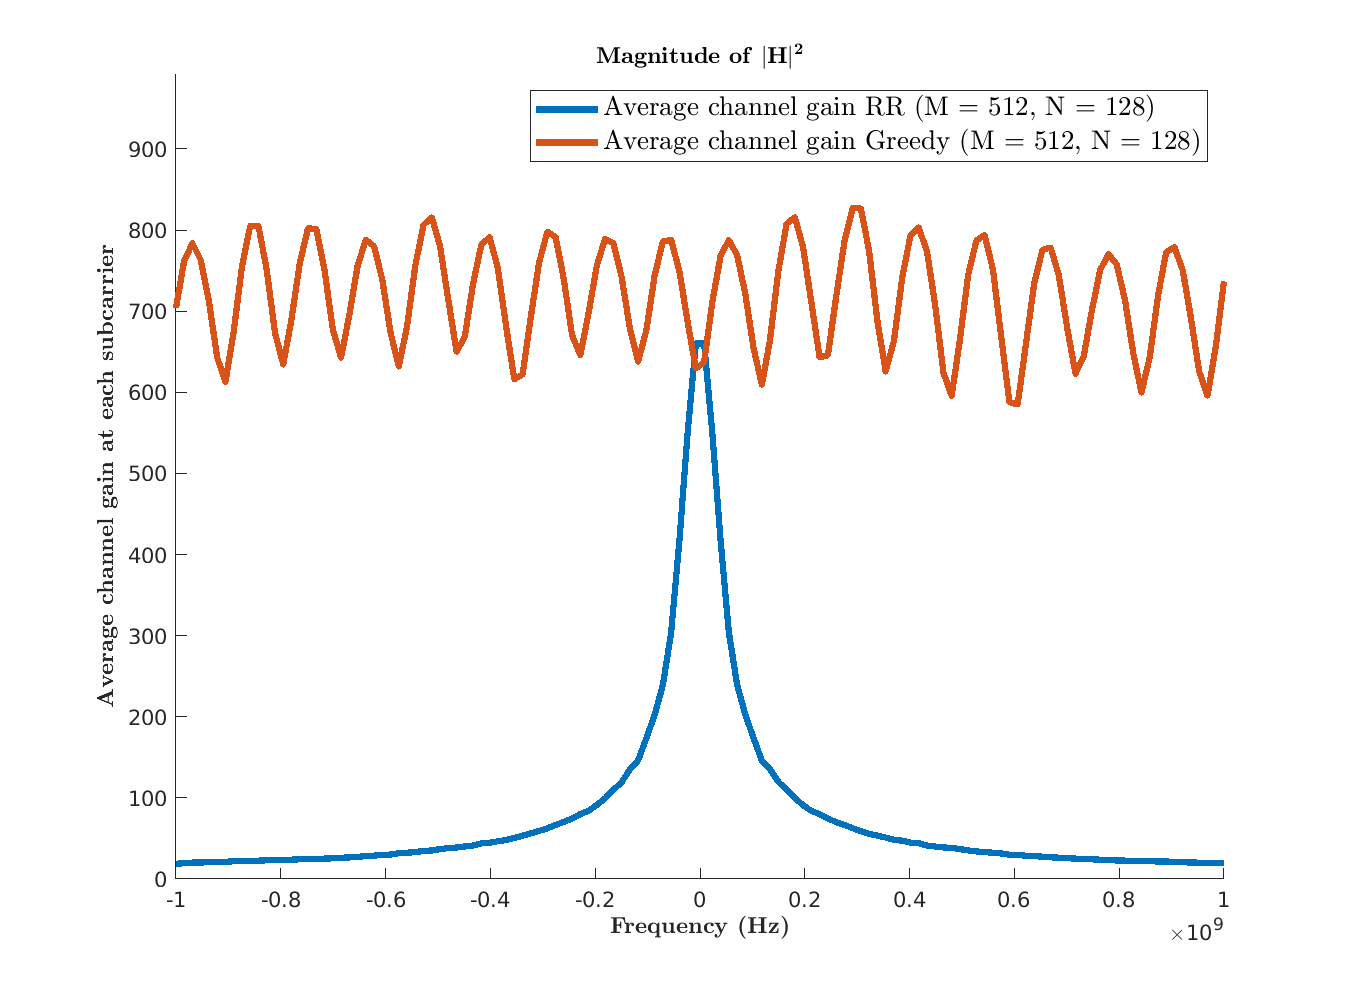 Magnitude of |H|²
Average channel gain RR (M = 512, N = 128)
Average channel gain Greedy (M = 512, N = 128)
Average channel gain at each subcarrier
900
800
700
600
500
400
300
200
100
0
-1 -0.8 -0.6 -0.4 -0.2 0 0.2 0.4 0.6 0.8 1
Frequency (Hz)
×10⁹